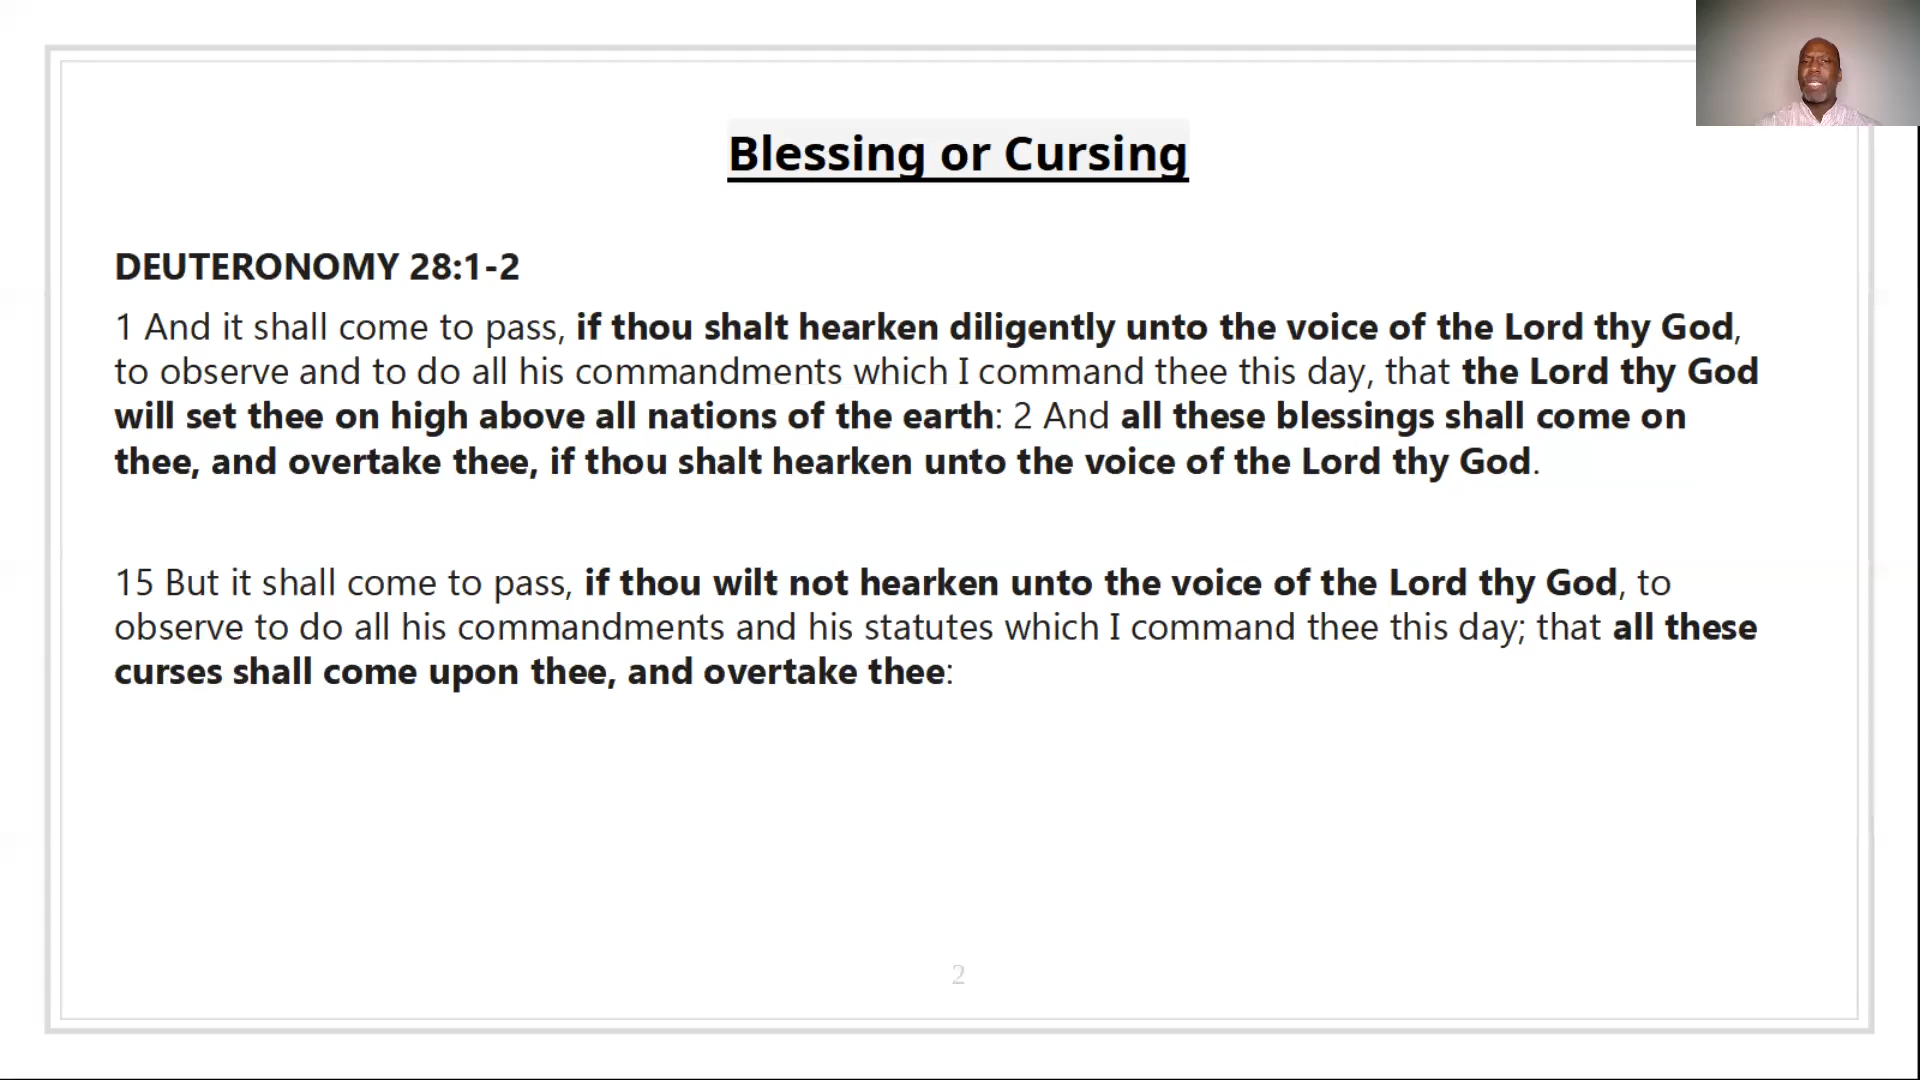 Blessing or Cursing
DEUTERONOMY 28:1-2
1 And it shall come to pass, if thou shalt hearken diligently unto the voice of the Lord thy God,
to observe and to do all his commandments which I command thee this day, that the Lord thy God
will set thee on high above all nations of the earth: 2 And all these blessings shall come on
thee, and overtake thee, if thou shalt hearken unto the voice of the Lord thy God.
15 But it shall come to pass, if thou wilt not hearken unto the voice of the Lord thy God, to
observe to do all his commandments and his statutes which I command thee this day; that all these
curses shall come upon thee, and overtake thee:
2